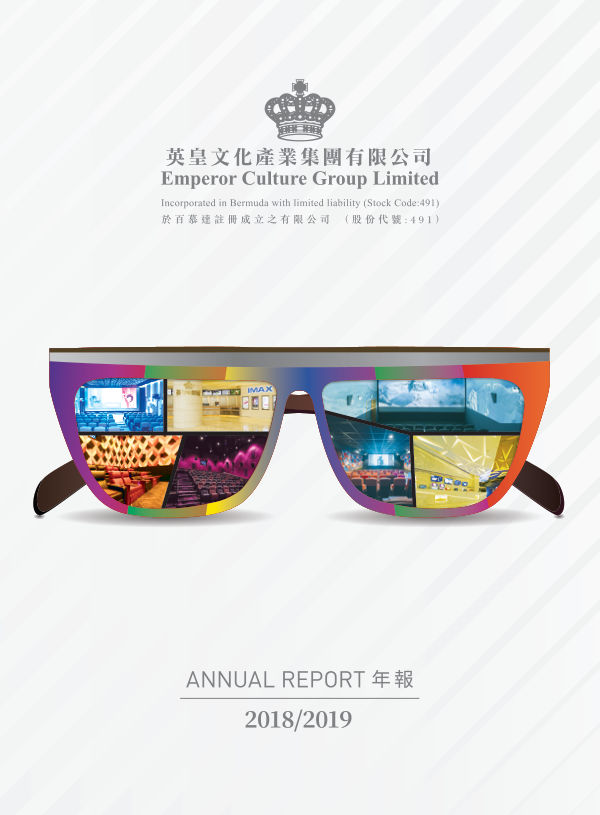 英皇文化產業集團有限公司
Emperor Culture Group Limited
Incorporated in Bermuda with limited liability (Stock Code:491)
於百慕達註冊成立之有限公司 （股份代號:491）
IMAX
ANNUAL REPORT 年報
2018/2019